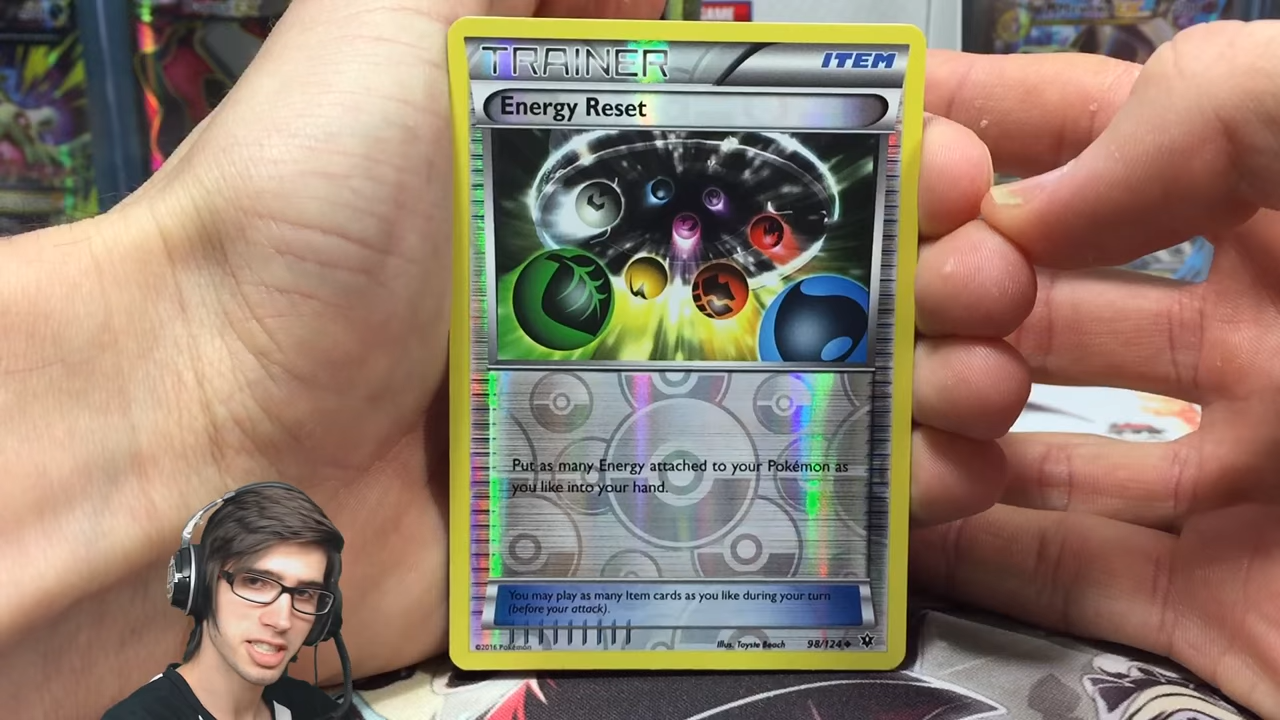 GAME
TRAINER
ITEM
Energy Reset
Put as many Energy attached to your Pokémon as
you like into your hand.
You may play as many Item cards as you like during your turn
(before your attack).
©2016 Pokémon
Illus. Toyste Beach
98/124